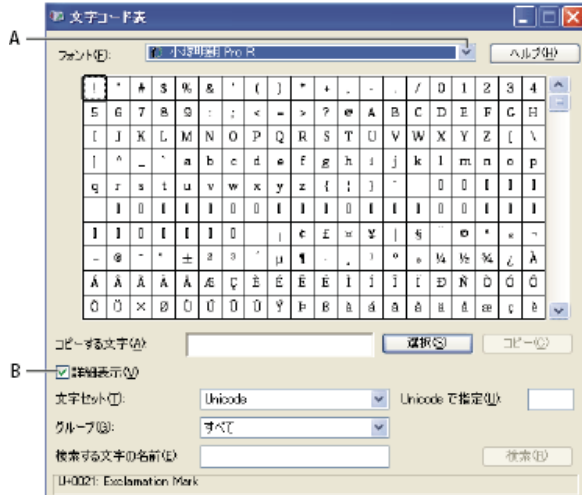 文字コード表
A
フォント(F):
小塚明朝 Pro R
ヘルプ(H)
! " # $ % & ' ( ) * + , - . / 0 1 2 3 4
5 6 7 8 9 : ; < = > ? @ A B C D E F G H
I J K L M N O P Q R S T U V W X Y Z [ \
] ^ _ ` a b c d e f g h i j k l m n o p
q r s t u v w x y z { | } ~
¡ ¢ £ ¤ ¥ ¦ § ¨ © ª « ¬
- ® ¯ ° ± ² ³ ´ µ ¶ · ¸ ¹ º » ¼ ½ ¾ ¿ À
Á Â Ã Ä Å Æ Ç È É Ê Ë Ì Í Î Ï Ð Ñ Ò Ó Ô
Õ Ö × Ø Ù Ú Û Ü Ý Þ ß à á â ã ä å æ ç è
コピーする文字(A):
選択(S)
コピー(C)
B
詳細表示(V)
文字セット(T):
Unicode
Unicode で指定(U):
グループ(G):
すべて
検索する文字の名前(E)
検索(R)
U+0021: Exclamation Mark